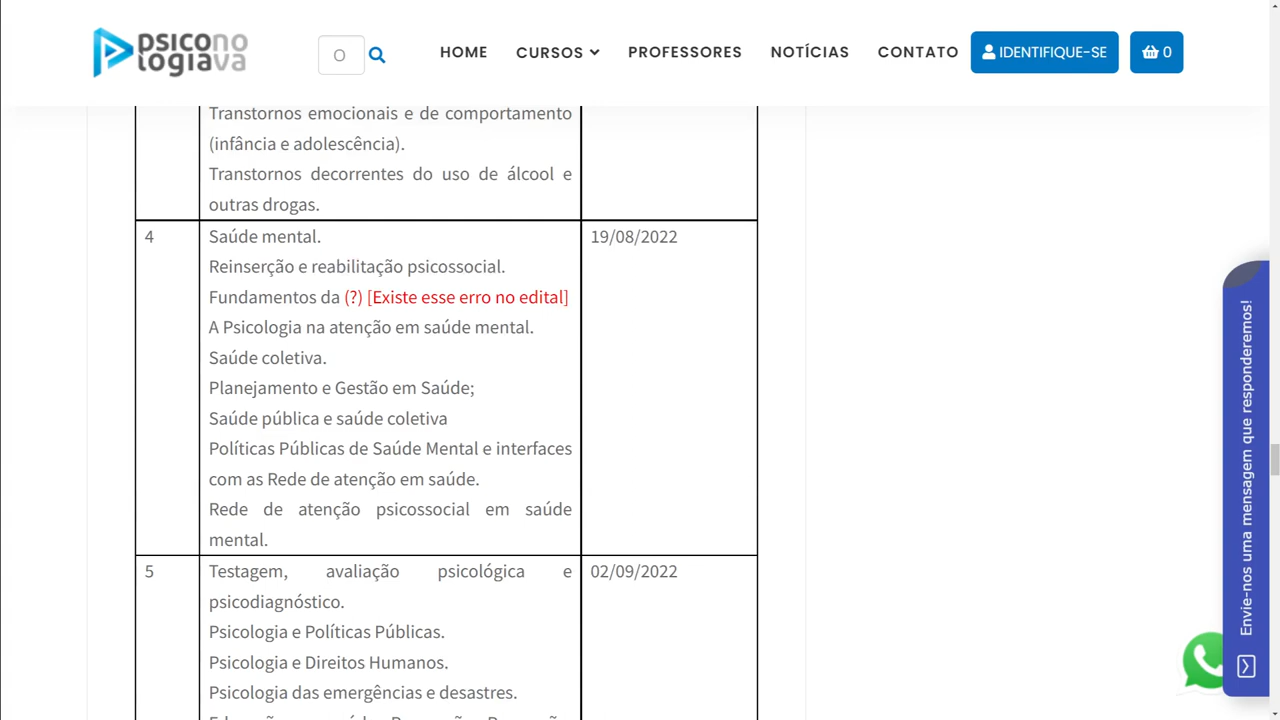 psicono
logiava
O
HOME
CURSOS
PROFESSORES
NOTÍCIAS
CONTATO
IDENTIFIQUE-SE
0
Transtornos emocionais e de comportamento
(infância e adolescência).
Transtornos decorrentes do uso de álcool e
outras drogas.
4
Saúde mental.
19/08/2022
Reinserção e reabilitação psicossocial.
Fundamentos da (?) [Existe esse erro no edital]
A Psicologia na atenção em saúde mental.
Saúde coletiva.
Planejamento e Gestão em Saúde;
Saúde pública e saúde coletiva
Políticas Públicas de Saúde Mental e interfaces
com as Rede de atenção em saúde.
Rede de atenção psicossocial em saúde
mental.
5
Testagem, avaliação psicológica e
02/09/2022
psicodiagnóstico.
Psicologia e Políticas Públicas.
Psicologia e Direitos Humanos.
Psicologia das emergências e desastres.
Envie-nos uma mensagem que responderemos!